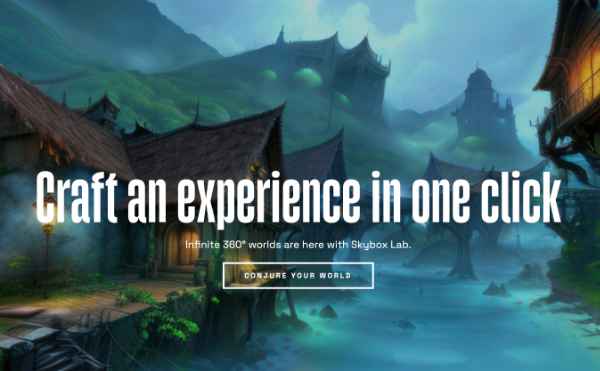 Craft an experience in one click
Infinite 360° worlds are here with Skybox Lab.
CONJURE YOUR WORLD